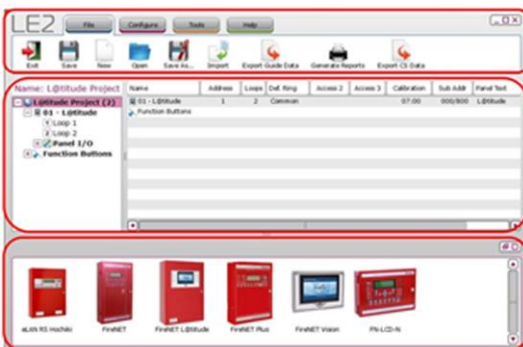 LE2 File Configure Tools Help
Exit Save New Open Save As... Import Export Guide Data Generate Reports Export CS Data
Name: L@titude Project
Name Address Loops Def. Ring Access 2 Access 3 Calibration Sub Addr Panel Text
L@titude Project (2)
01 - L@titude 1 2 Common 07:00 000/800 L@titude
01 - L@titude
Function Buttons
Loop 1
Loop 2
Panel I/O
Function Buttons
eLAN RS Hochiki FireNET FireNET L@titude FireNET Plus FireNET Vision FN-LCD-N